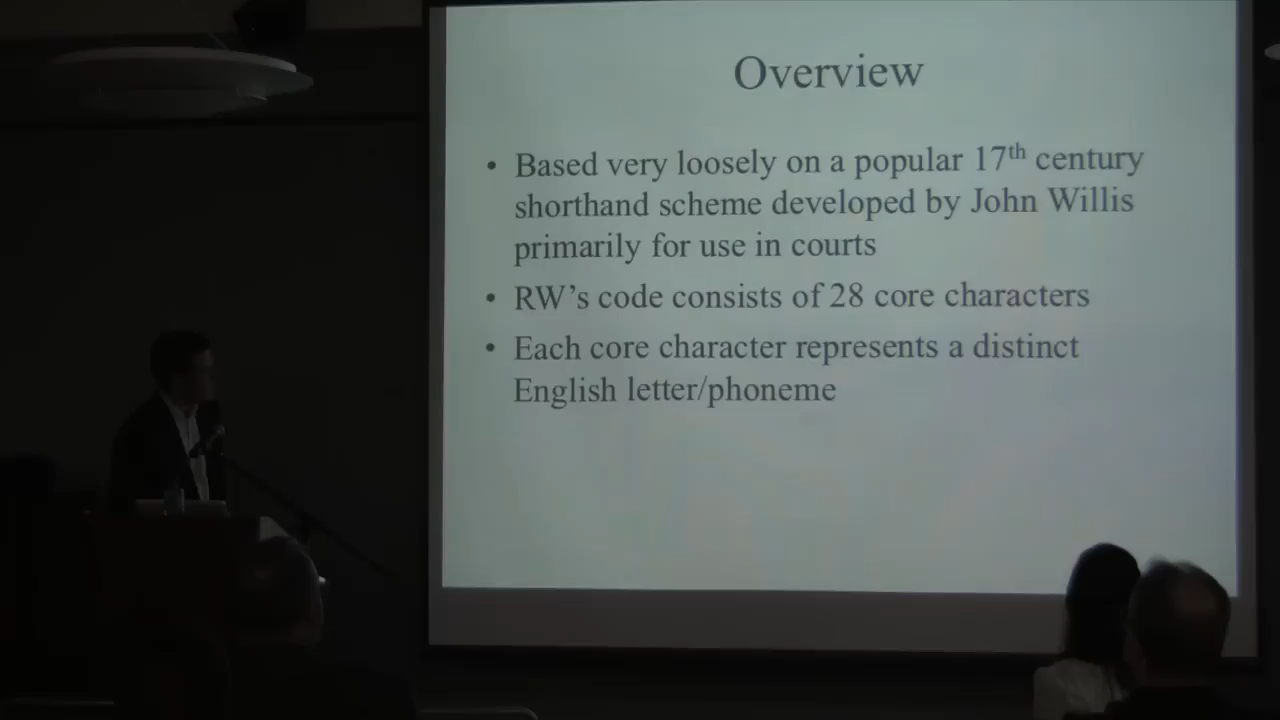 Overview
• Based very loosely on a popular 17th century
shorthand scheme developed by John Willis
primarily for use in courts
• RW’s code consists of 28 core characters
• Each core character represents a distinct
English letter/phoneme